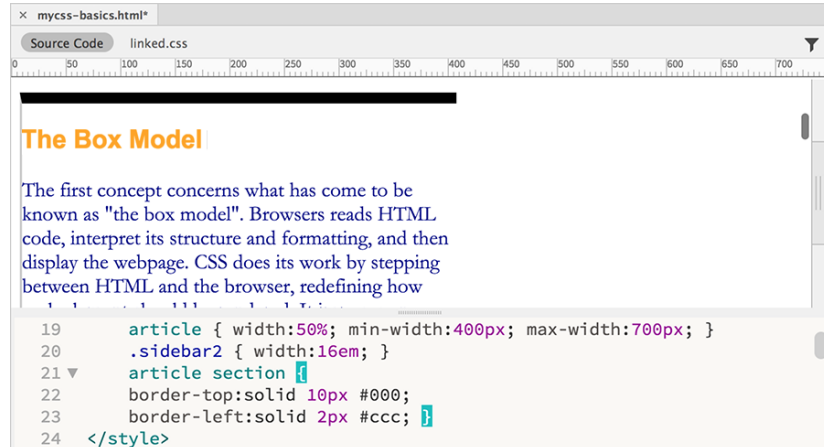 × mycss-basics.html*
Source Code linked.css
0 50 100 150 200 250 300 350 400 450 500 550 600 650 700
The Box Model
The first concept concerns what has come to be
known as "the box model". Browsers reads HTML
code, interpret its structure and formatting, and then
display the webpage. CSS does its work by stepping
between HTML and the browser, redefining how
19 article { width:50%; min-width:400px; max-width:700px; }
20 .sidebar2 { width:16em; }
21 ▼ article section {
22 border-top:solid 10px #000;
23 border-left:solid 2px #ccc; }
24 </style>